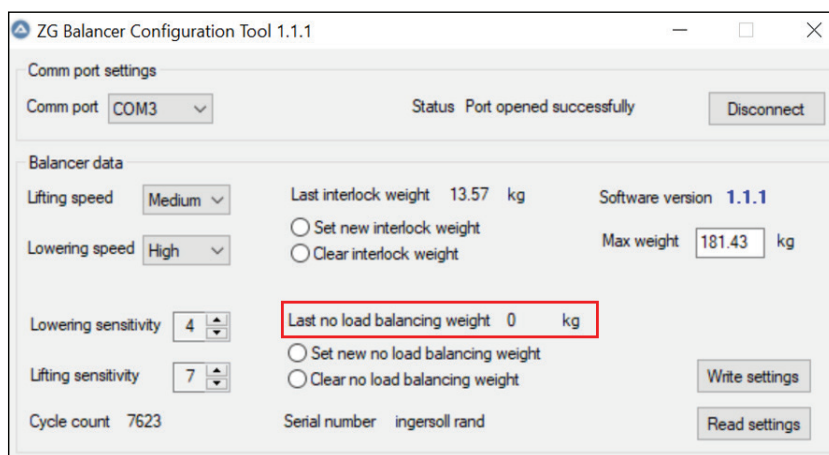 ZG Balancer Configuration Tool 1.1.1
Comm port settings
Comm port COM3 Status Port opened successfully Disconnect
Balancer data
Lifting speed Medium Last interlock weight 13.57 kg Software version 1.1.1
Set new interlock weight
Lowering speed High Clear interlock weight Max weight 181.43 kg
Lowering sensitivity 4 Last no load balancing weight 0 kg
Set new no load balancing weight
Lifting sensitivity 7 Clear no load balancing weight Write settings
Cycle count 7623 Serial number ingersoll rand Read settings